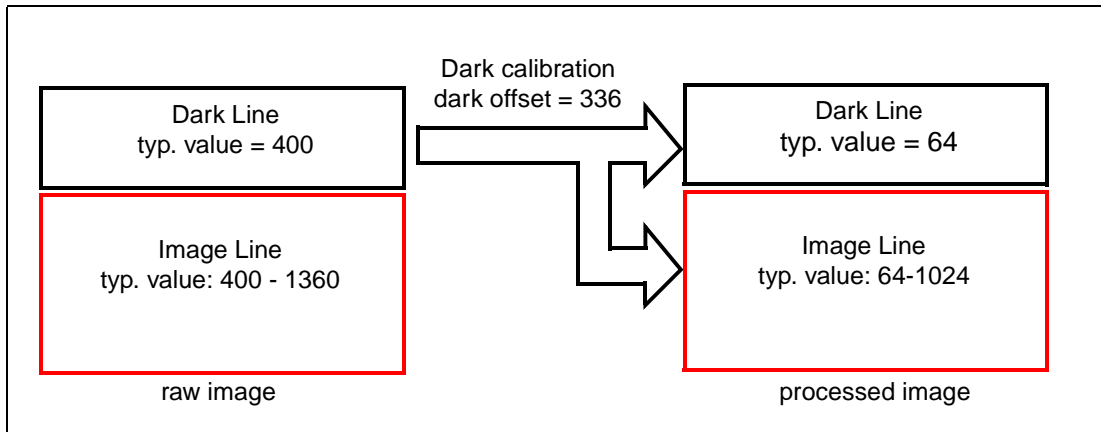 Dark calibration
dark offset = 336
Dark Line
typ. value = 400
Dark Line
typ. value = 64
Image Line
typ. value: 400 - 1360
Image Line
typ. value: 64-1024
raw image
processed image